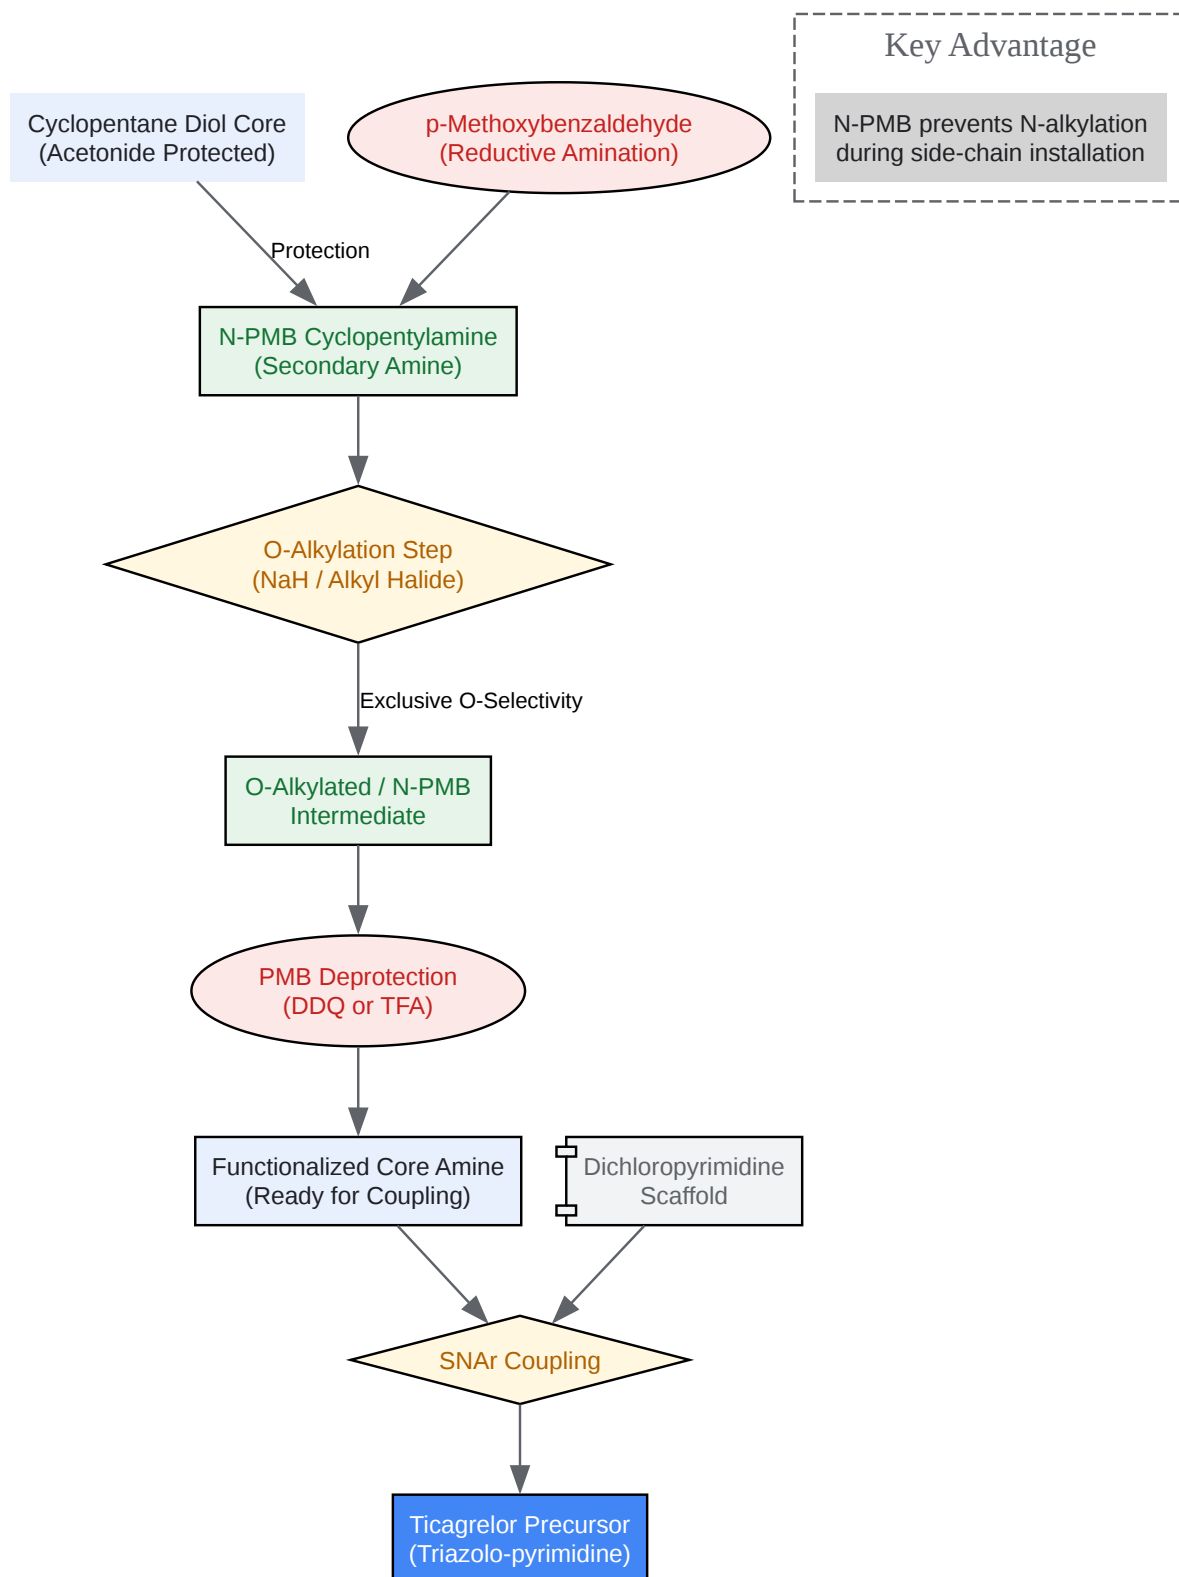 Key Advantage
Cyclopentane Diol Core
(Acetonide Protected)
p-Methoxybenzaldehyde
(Reductive Amination)
N-PMB prevents N-alkylation
during side-chain installation
Protection
N-PMB Cyclopentylamine
(Secondary Amine)
O-Alkylation Step
(NaH / Alkyl Halide)
Exclusive O-Selectivity
O-Alkylated / N-PMB
Intermediate
PMB Deprotection
(DDQ or TFA)
Functionalized Core Amine
(Ready for Coupling)
Dichloropyrimidine
Scaffold
SNAr Coupling
Ticagrelor Precursor
(Triazolo-pyrimidine)